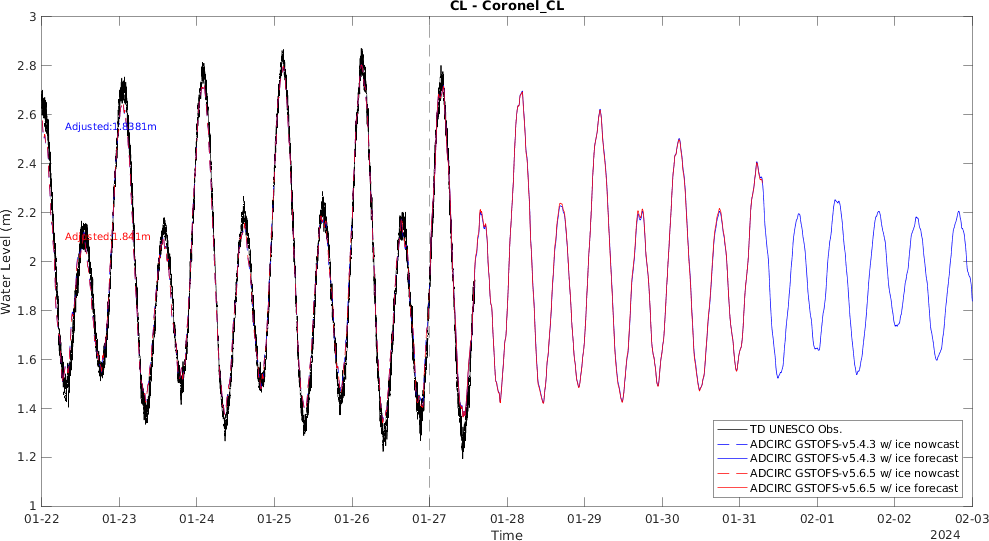 CL - Coronel_CL
3
2.8
2.6
2.4
2.2
2
1.8
1.6
1.4
1.2
1
Water Level (m)
Adjusted:1.8381m
Adjusted:1.841m
TD UNESCO Obs.
ADCIRC GSTOFS-v5.4.3 w/ ice nowcast
ADCIRC GSTOFS-v5.4.3 w/ ice forecast
ADCIRC GSTOFS-v5.6.5 w/ ice nowcast
ADCIRC GSTOFS-v5.6.5 w/ ice forecast
01-22 01-23 01-24 01-25 01-26 01-27 01-28 01-29 01-30 01-31 02-01 02-02 02-03
Time
2024